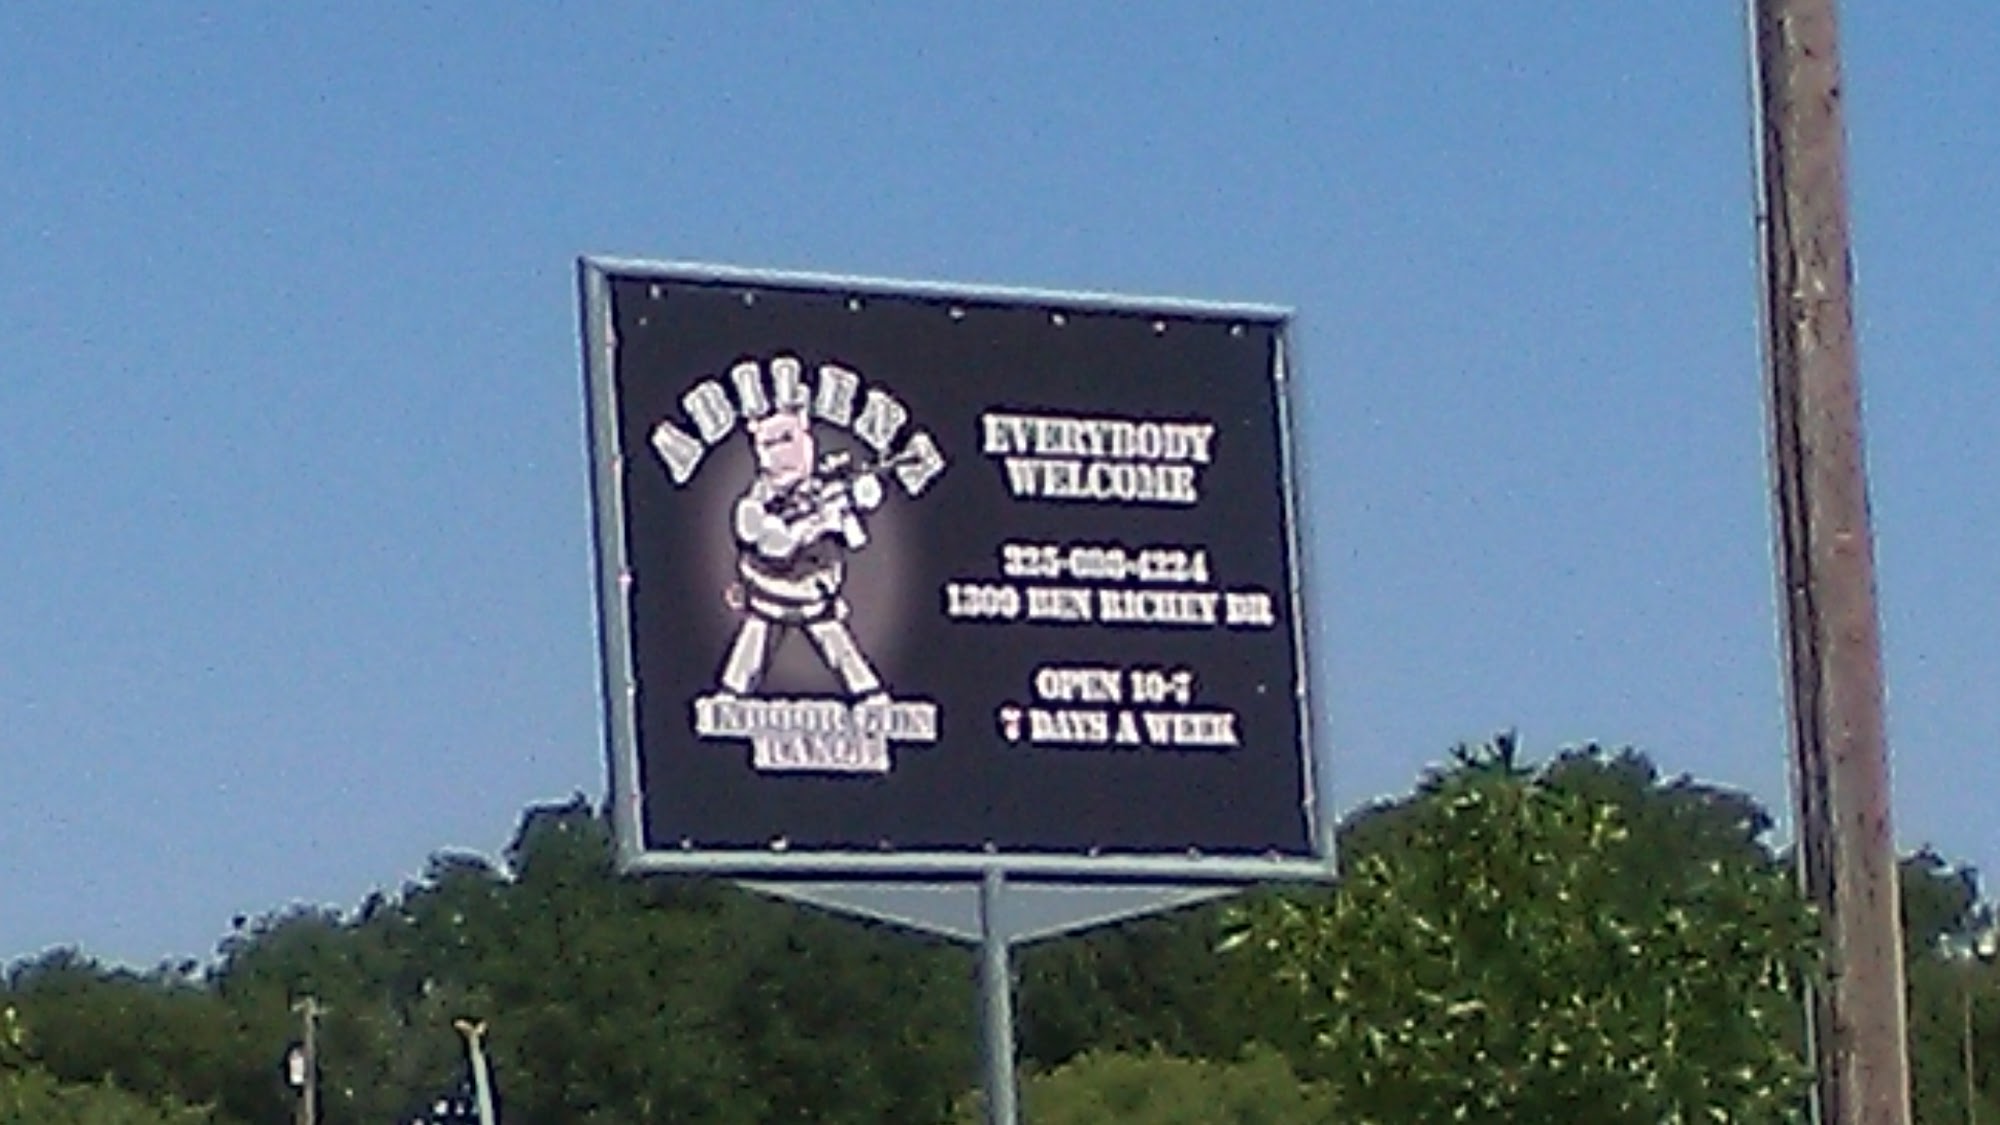 ABILENE
INDOOR GUN
RANGE
EVERYBODY
WELCOME
1300 BEN RICHEY DR
OPEN 10-7
7 DAYS A WEEK